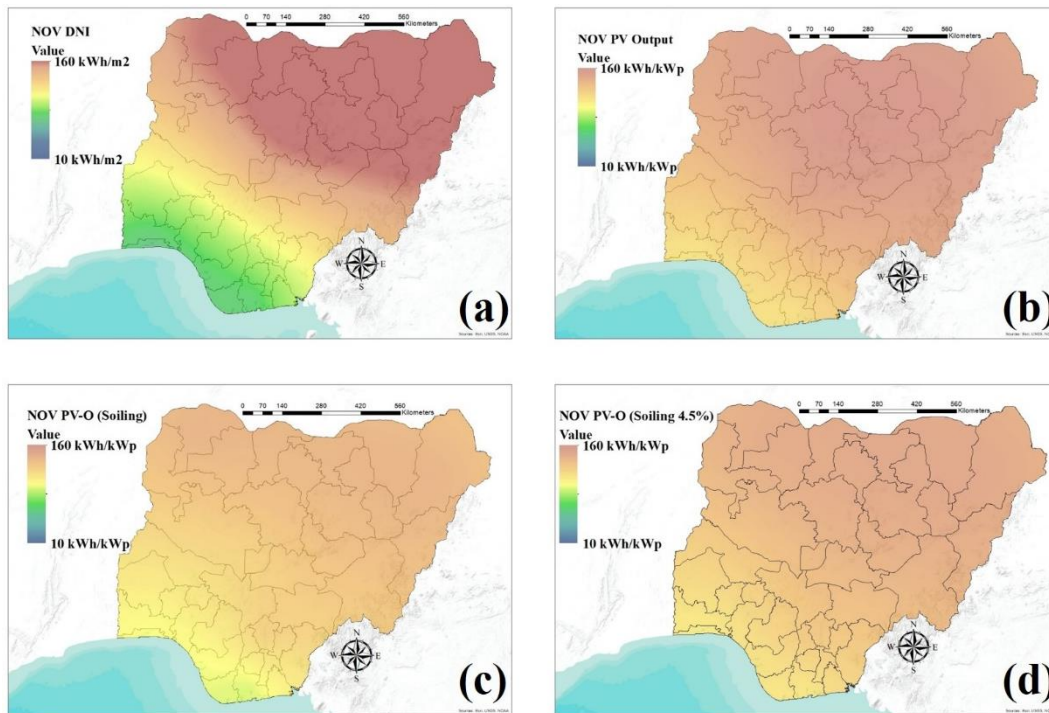 0 70 140 280 420 560
Kilometers
NOV DNI
Value
160 kWh/m2
10 kWh/m2
N
W E
S
(a)
0 70 140 280 420 560
Kilometers
NOV PV Output
Value
160 kWh/kWp
10 kWh/kWp
N
W E
S
(b)
0 70 140 280 420 560
Kilometers
NOV PV-O (Soiling)
Value
160 kWh/kWp
10 kWh/kWp
N
W E
S
(c)
0 70 140 280 420 560
Kilometers
NOV PV-O (Soiling 4.5%)
Value
160 kWh/kWp
10 kWh/kWp
N
W E
S
(d)